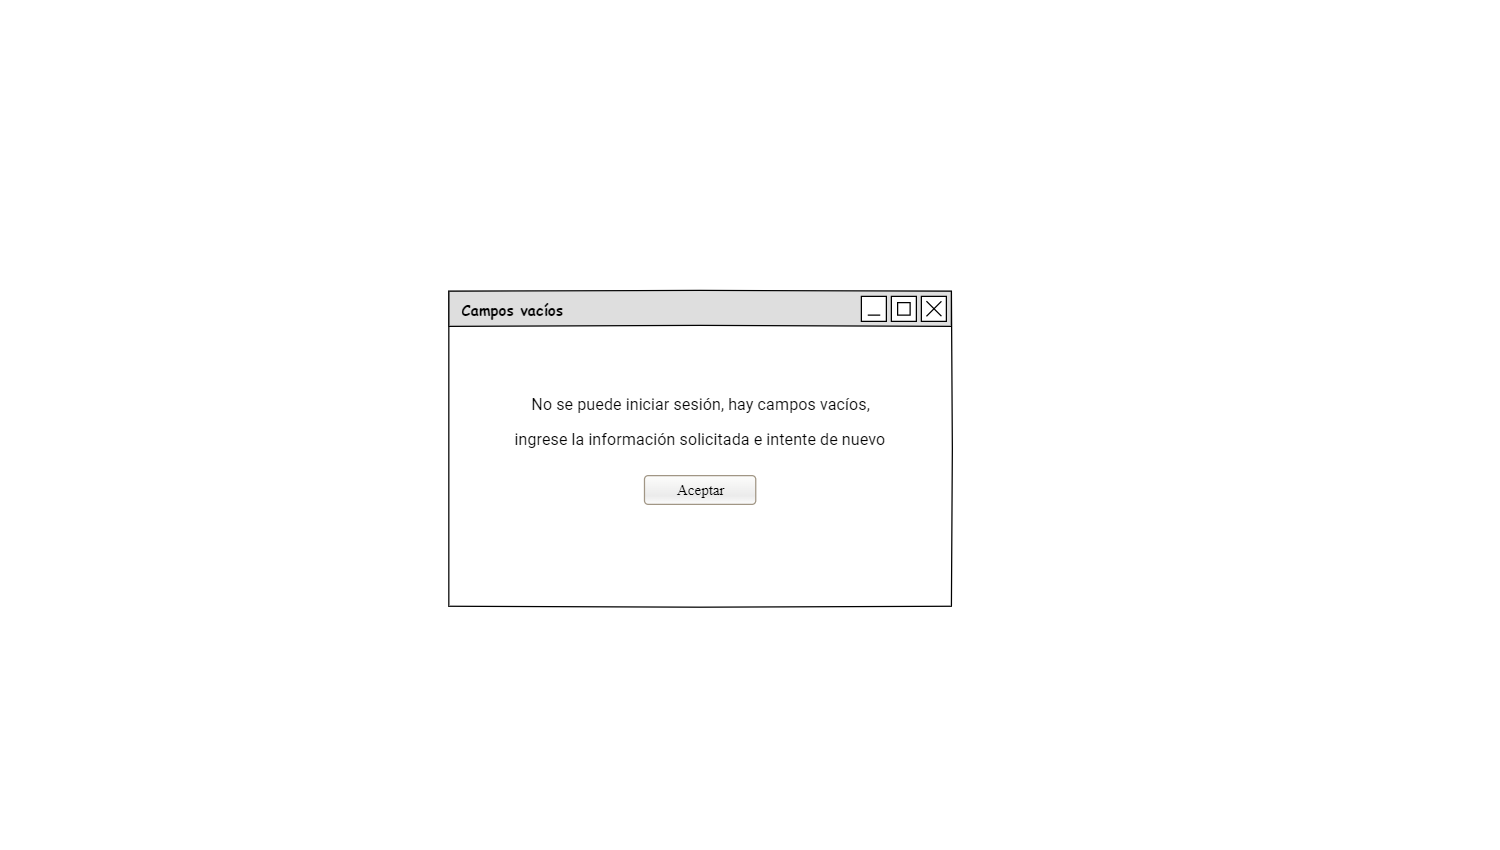 Campos vacíos
No se puede iniciar sesión, hay campos vacíos,
ingrese la información solicitada e intente de nuevo
Aceptar